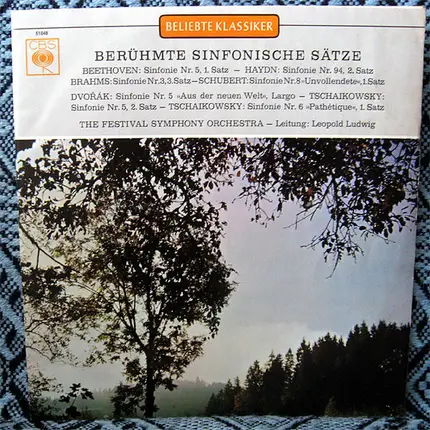 BELIEBTE KLASSIKER
CBS
51048
BERÜHMTE SINFONISCHE SÄTZE
BEETHOVEN: Sinfonie Nr. 5, 1. Satz – HAYDN: Sinfonie Nr. 94, 2. Satz
BRAHMS: Sinfonie Nr. 3, 3. Satz – SCHUBERT: Sinfonie Nr. 8 »Unvollendete«, 1. Satz
DVOŘÁK: Sinfonie Nr. 5 »Aus der neuen Welt«, Largo – TSCHAIKOWSKY:
Sinfonie Nr. 5, 2. Satz – TSCHAIKOWSKY: Sinfonie Nr. 6 »Pathétique«, 1. Satz
THE FESTIVAL SYMPHONY ORCHESTRA – Leitung: Leopold Ludwig